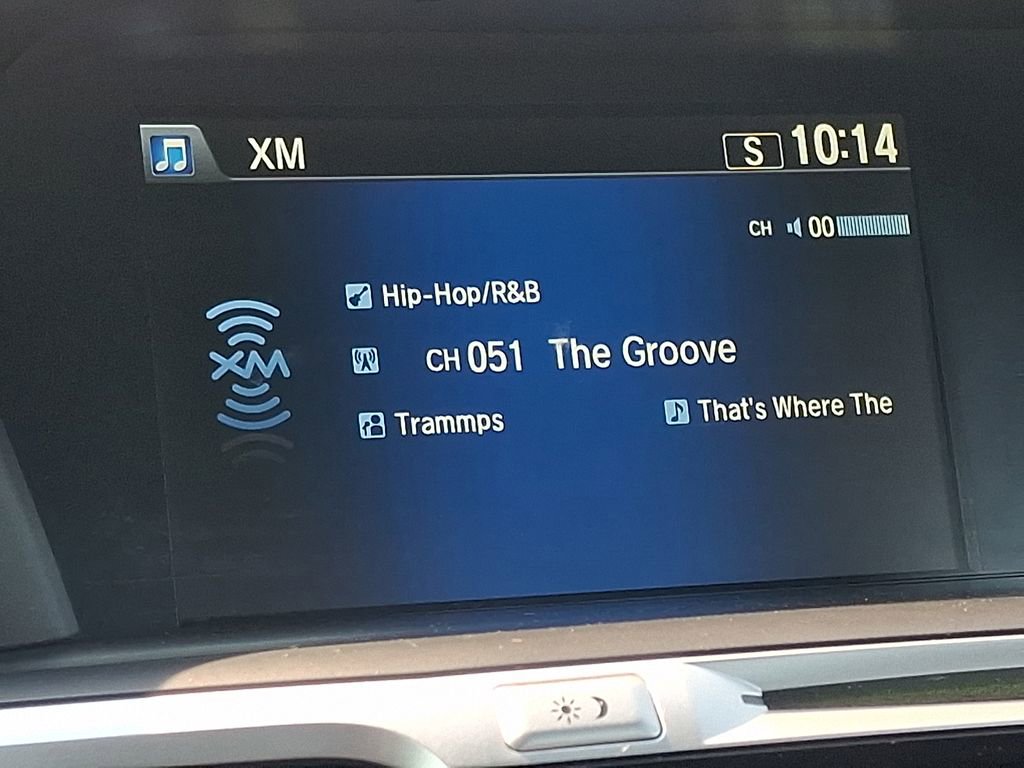 XM S 10:14
CH 00
Hip-Hop/R&B
XM
CH 051 The Groove
Trammps That's Where The